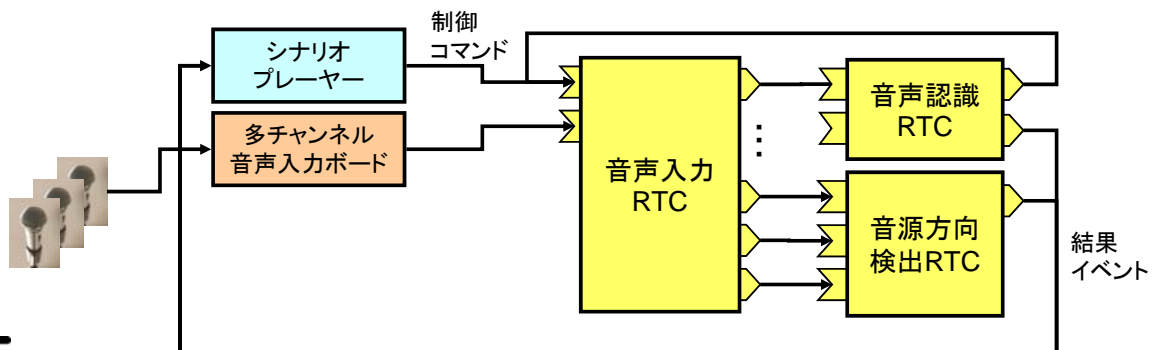 制御
コマンド
シナリオ
プレーヤー
多チャンネル
音声入力ボード
音声入力
RTC
⋮
音声認識
RTC
音源方向
検出RTC
結果
イベント